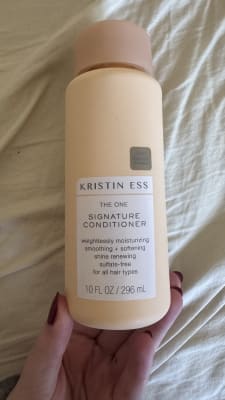 KRISTIN ESS
THE ONE
SIGNATURE
CONDITIONER
weightlessly moisturizing
smoothing + softening
shine renewing
sulfate-free
for all hair types
10 FL OZ / 296 mL